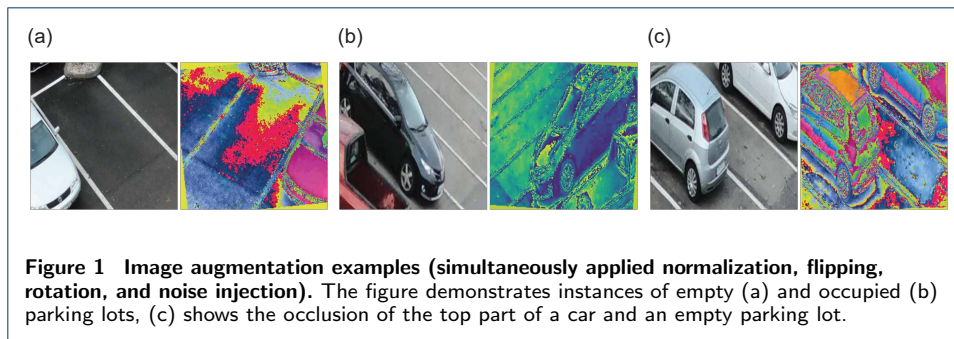 (a) (b) (c)
Figure 1 Image augmentation examples (simultaneously applied normalization, flipping,
rotation, and noise injection). The figure demonstrates instances of empty (a) and occupied (b)
parking lots, (c) shows the occlusion of the top part of a car and an empty parking lot.